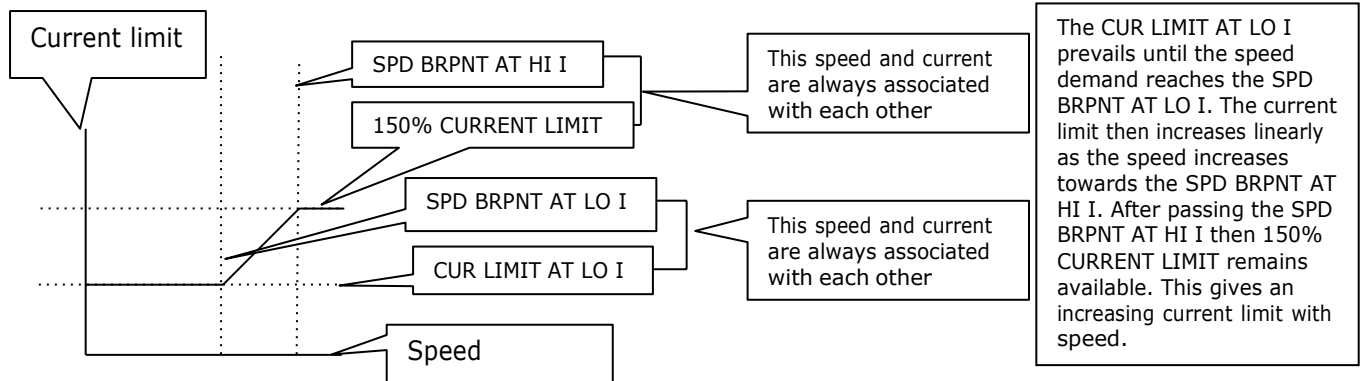 Current limit
SPD BRPNT AT HI I
150% CURRENT LIMIT
SPD BRPNT AT LO I
CUR LIMIT AT LO I
Speed
This speed and current
are always associated
with each other
This speed and current
are always associated
with each other
The CUR LIMIT AT LO I
prevails until the speed
demand reaches the SPD
BRPNT AT LO I. The current
limit then increases linearly
as the speed increases
towards the SPD BRPNT AT
HI I. After passing the SPD
BRPNT AT HI I then 150%
CURRENT LIMIT remains
available. This gives an
increasing current limit with
speed.